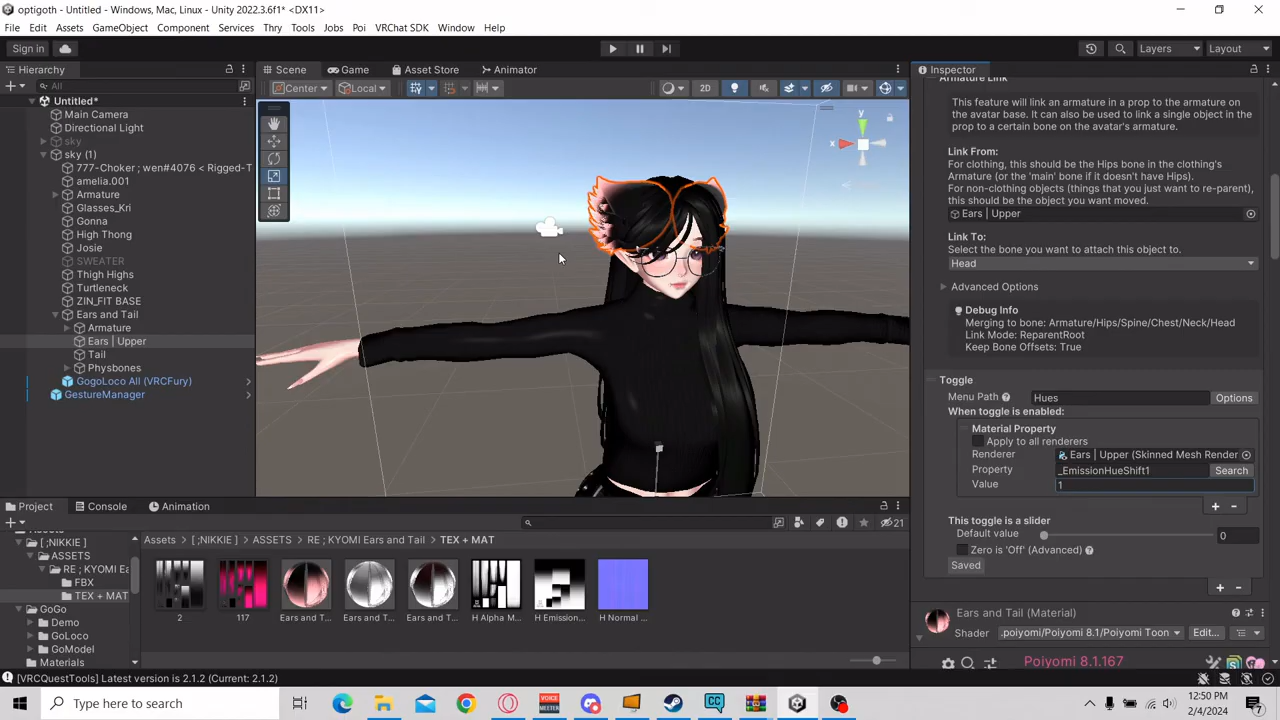 optigoth - Untitled - Windows, Mac, Linux - Unity 2022.3.6f1* <DX11>
File Edit Assets GameObject Component Services Thry Tools Jobs Poi VRChat SDK Window Help
Sign in
Layers Layout
Hierarchy
All
Untitled*
Main Camera
Directional Light
sky
sky (1)
777-Choker ; wen#4076 < Rigged-T
amelia.001
Armature
Glasses_Kri
Gonna
High Thong
Josie
SWEATER
Thigh Highs
Turtleneck
ZIN_FIT BASE
Ears and Tail
Armature
Ears | Upper
Tail
Physbones
GogoLoco All (VRCFury)
GestureManager
Scene Game Asset Store Animator
Center Local 2D
y
x
Inspector
Armature Link
This feature will link an armature in a prop to the armature on
the avatar base. It can also be used to link a single object in the
prop to a certain bone on the avatar's armature.
Link From:
For clothing, this should be the Hips bone in the clothing's
Armature (or the 'main' bone if it doesn't have Hips).
For non-clothing objects (things that you just want to re-parent),
this should be the object you want moved.
Ears | Upper
Link To:
Select the bone you want to attach this object to.
Head
Advanced Options
Debug Info
Merging to bone: Armature/Hips/Spine/Chest/Neck/Head
Link Mode: ReparentRoot
Keep Bone Offsets: True
Toggle
Menu Path Hues Options
When toggle is enabled:
Material Property
Apply to all renderers
Renderer Ears | Upper (Skinned Mesh Render
Property _EmissionHueShift1 Search
Value 1
+ -
This toggle is a slider
Default value 0
Zero is 'Off' (Advanced)
Saved
+ -
Ears and Tail (Material)
Shader .poiyomi/Poiyomi 8.1/Poiyomi Toon Edit...
Poiyomi 8.1.167
Project Console Animation
21
[ ;NIKKIE ]
ASSETS
RE ; KYOMI Ea
FBX
TEX + MAT
GoGo
Demo
GoLoco
GoModel
Materials
Assets > [ ;NIKKIE ] > ASSETS > RE ; KYOMI Ears and Tail > TEX + MAT
2 117 Ears and T... Ears and T... Ears and T... H Alpha M... H Emission... H Normal ...
[VRCQuestTools] Latest version is 2.1.2 (Current: 2.1.2)
Type here to search
VOICE
MEETER
CC
12:50 PM
2/4/2024